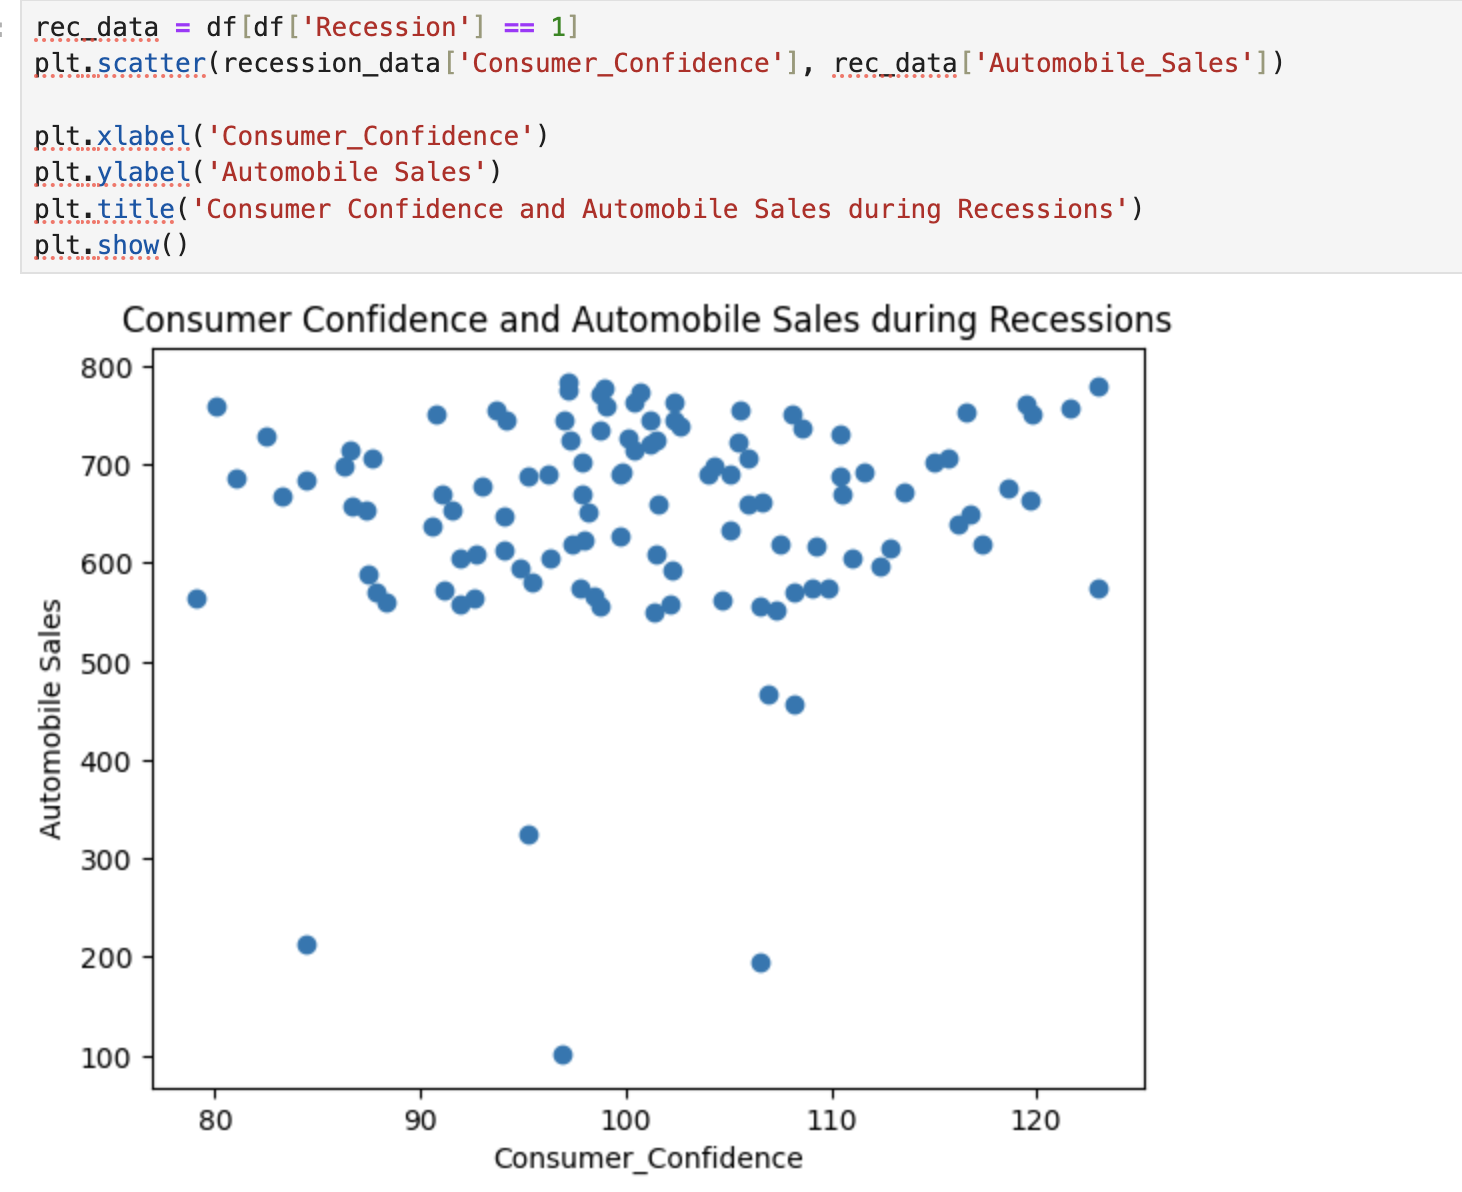 rec_data = df[df['Recession'] == 1]
plt.scatter(recession_data['Consumer_Confidence'], rec_data['Automobile_Sales'])
plt.xlabel('Consumer_Confidence')
plt.ylabel('Automobile Sales')
plt.title('Consumer Confidence and Automobile Sales during Recessions')
plt.show()
Consumer Confidence and Automobile Sales during Recessions
800
700
600
500
400
300
200
100
Automobile Sales
80 90 100 110 120
Consumer_Confidence